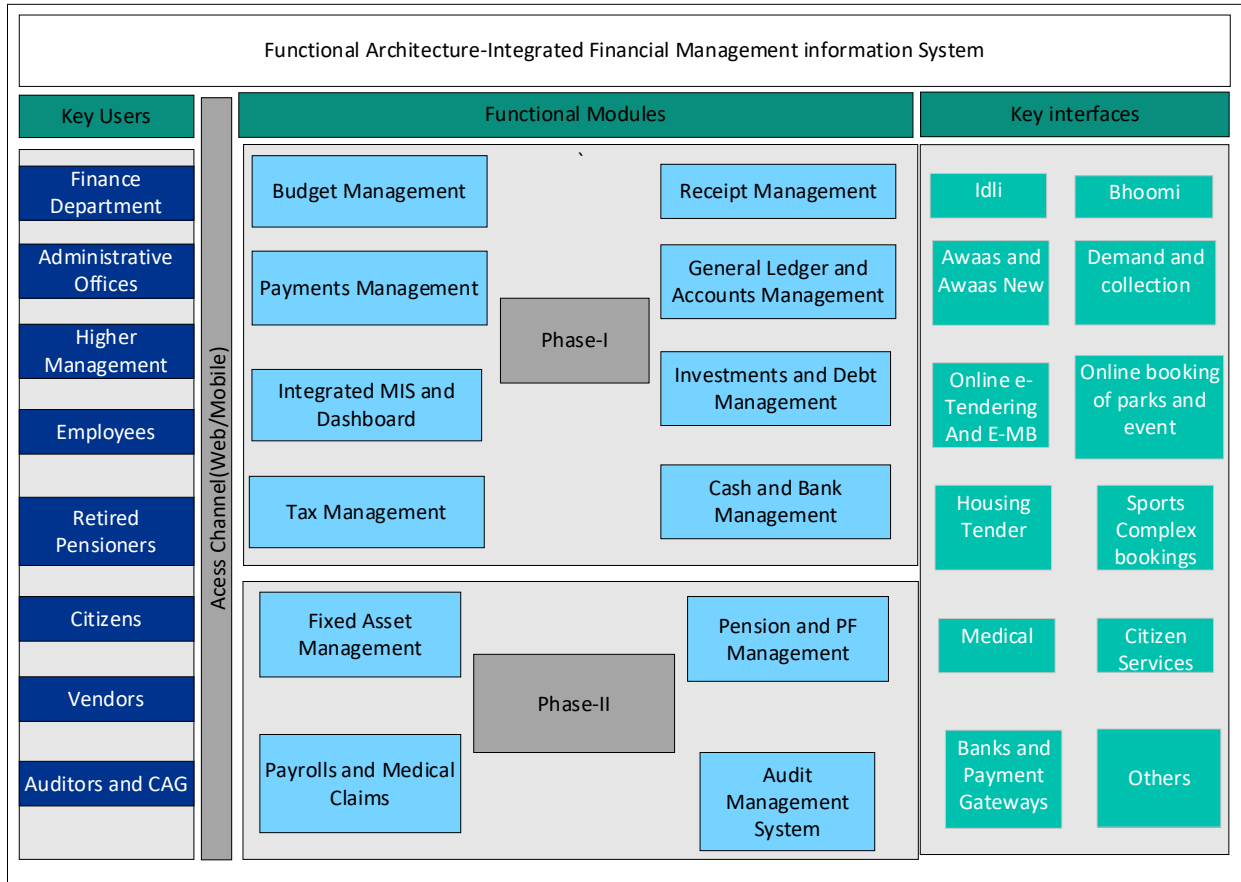 Functional Architecture-Integrated Financial Management information System
Key Users
Functional Modules
Key interfaces
Finance
Department
Administrative
Offices
Higher
Management
Employees
Retired
Pensioners
Citizens
Vendors
Auditors and CAG
Acess Channel(Web/Mobile)
`
Budget Management
Receipt Management
Payments Management
General Ledger and
Accounts Management
Phase-I
Integrated MIS and
Dashboard
Investments and Debt
Management
Tax Management
Cash and Bank
Management
Fixed Asset
Management
Pension and PF
Management
Phase-II
Payrolls and Medical
Claims
Audit
Management
System
Idli
Bhoomi
Awaas and
Awaas New
Demand and
collection
Online e-
Tendering
And E-MB
Online booking
of parks and
event
Housing
Tender
Sports
Complex
bookings
Medical
Citizen
Services
Banks and
Payment
Gateways
Others